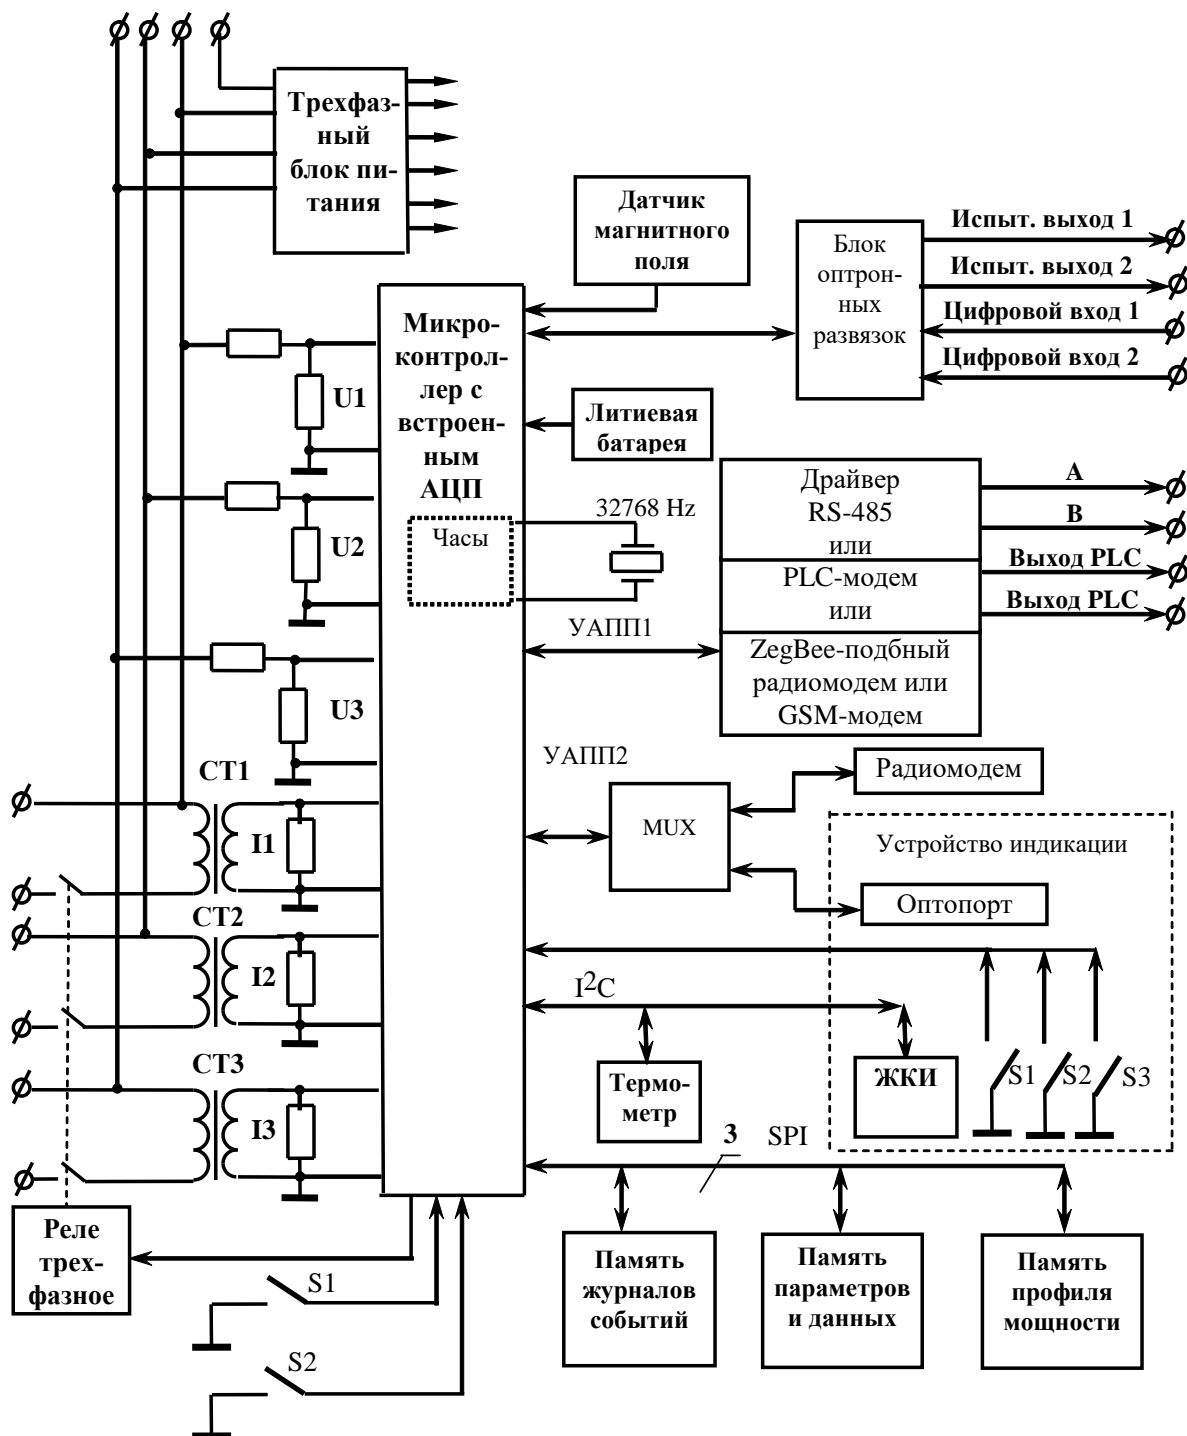 Трехфаз-
ный
блок пи-
тания
Датчик
магнитного
поля
Блок
оптрон-
ных
развязок
Испыт. выход 1
Испыт. выход 2
Цифровой вход 1
Цифровой вход 2
Микро-
контрол-
лер с
встроен-
ным
АЦП
Часы
U1
U2
U3
Литиевая
батарея
32768 Hz
Драйвер
RS-485
или
PLC-модем
или
ZegBee-подбный
радиомодем или
GSM-модем
A
B
Выход PLC
Выход PLC
УАПП1
УАПП2
MUX
Радиомодем
Устройство индикации
Оптопорт
CT1
I1
CT2
I2
CT3
I3
I2C
Термо-
метр
ЖКИ
S1
S2
S3
3
SPI
Реле
трех-
фазное
S1
S2
Память
журналов
событий
Память
параметров
и данных
Память
профиля
мощности